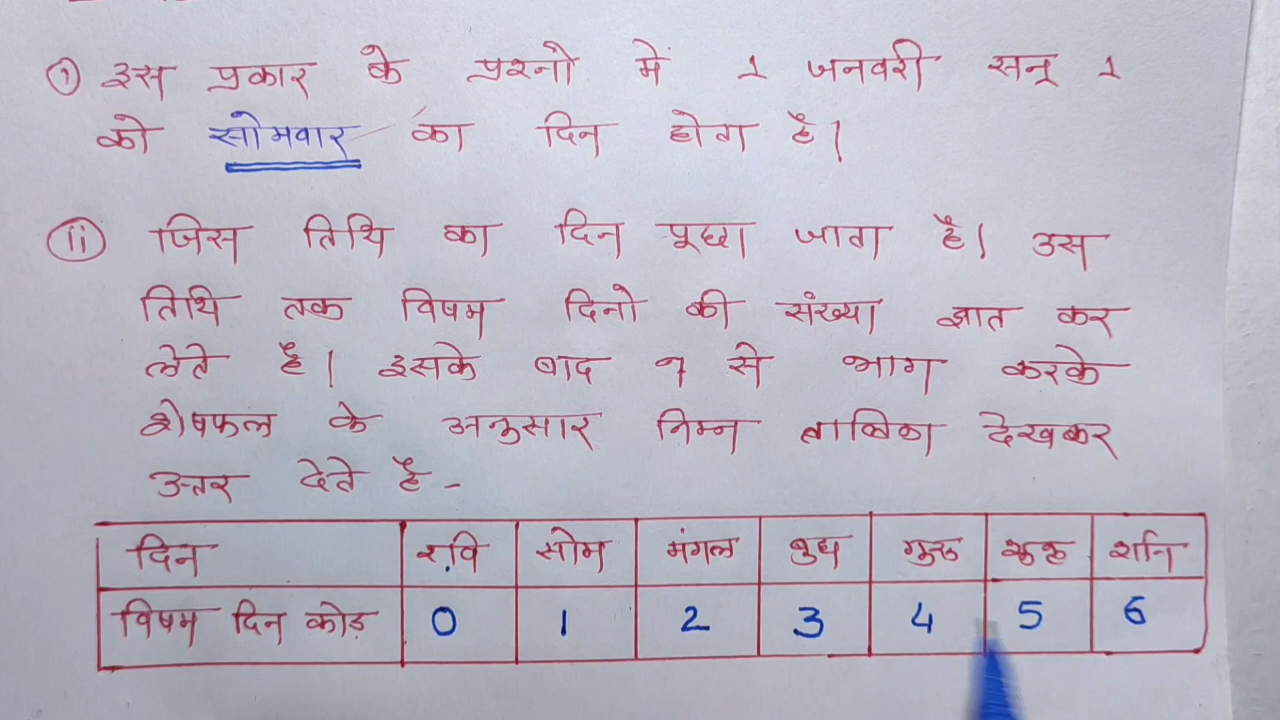 (i) इस प्रकार के प्रश्नो में 1 जनवरी सन् 1
को सोमवार का दिन होता है।
(ii) जिस तिथि का दिन पूछा जाता है। उस
तिथि तक विषम दिनो की संख्या ज्ञात कर
लेते है। इसके बाद 7 से भाग करके
शेषफल के अनुसार निम्न तालिका देखकर
उत्तर देते है -
दिन रवि सोम मंगल बुध गुरू शुक्र शनि
विषम दिन कोड़ 0 1 2 3 4 5 6